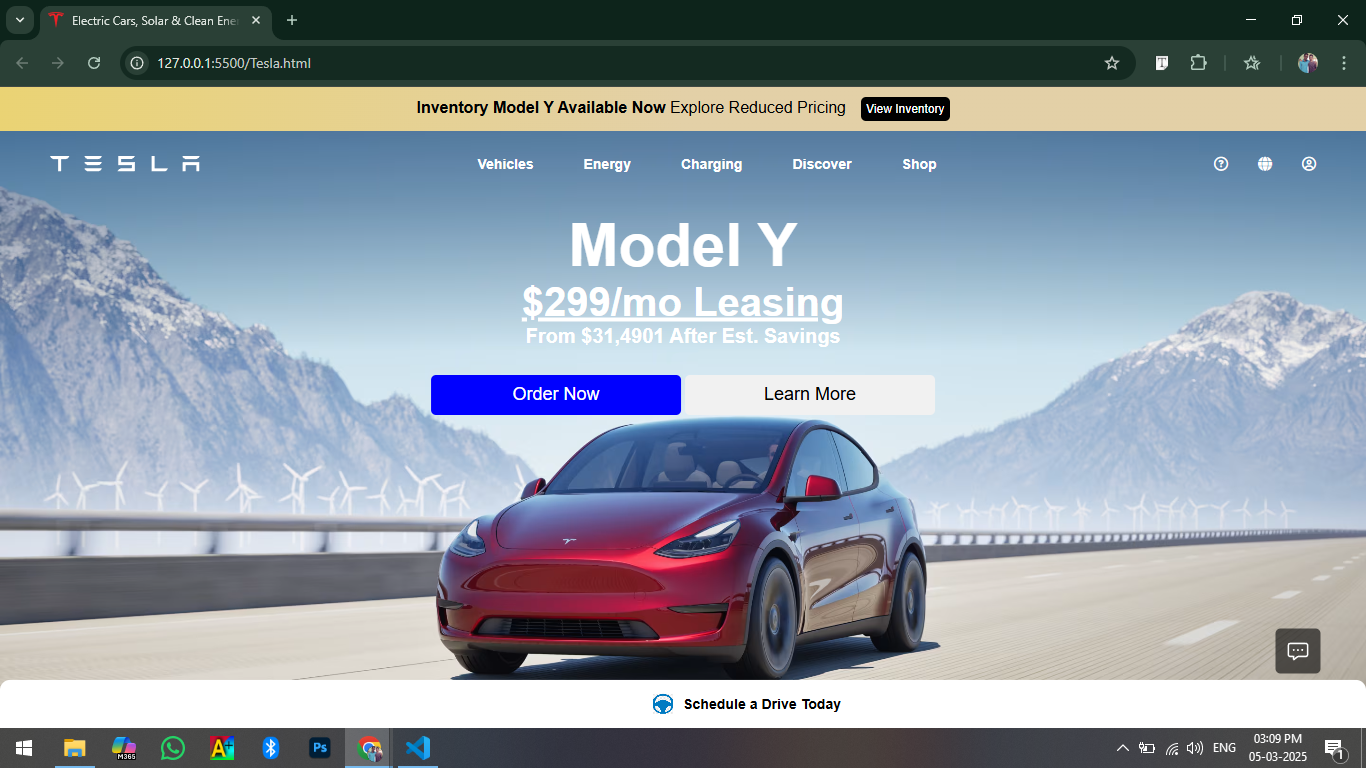 Electric Cars, Solar & Clean Ene
127.0.0.1:5500/Tesla.html
Inventory Model Y Available Now Explore Reduced Pricing View Inventory
TESLA Vehicles Energy Charging Discover Shop
Model Y
$299/mo Leasing
From $31,4901 After Est. Savings
Order Now Learn More
Schedule a Drive Today
M365
Ps
ENG
03:09 PM
05-03-2025
1